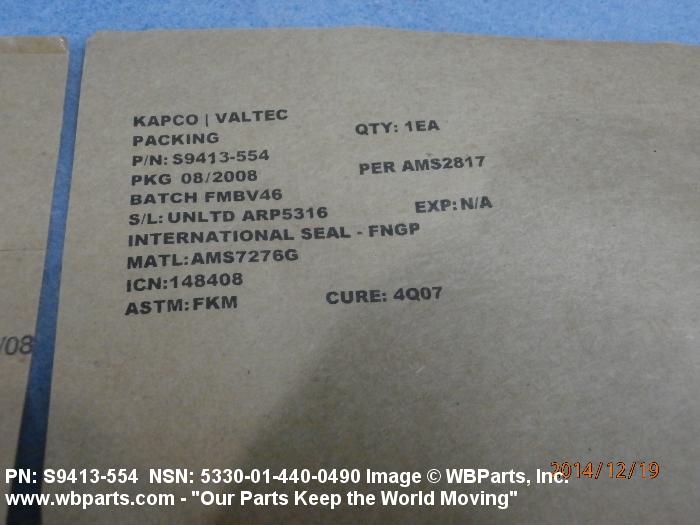 KAPCO | VALTEC
PACKING QTY: 1EA
P/N: S9413-554
PKG 08/2008 PER AMS2817
BATCH FMBV46
S/L: UNLTD ARP5316 EXP: N/A
INTERNATIONAL SEAL - FNGP
MATL:AMS7276G
ICN:148408
ASTM:FKM CURE: 4Q07
/08
2014/12/19
PN: S9413-554 NSN: 5330-01-440-0490 Image © WBParts, Inc.
www.wbparts.com - "Our Parts Keep the World Moving"